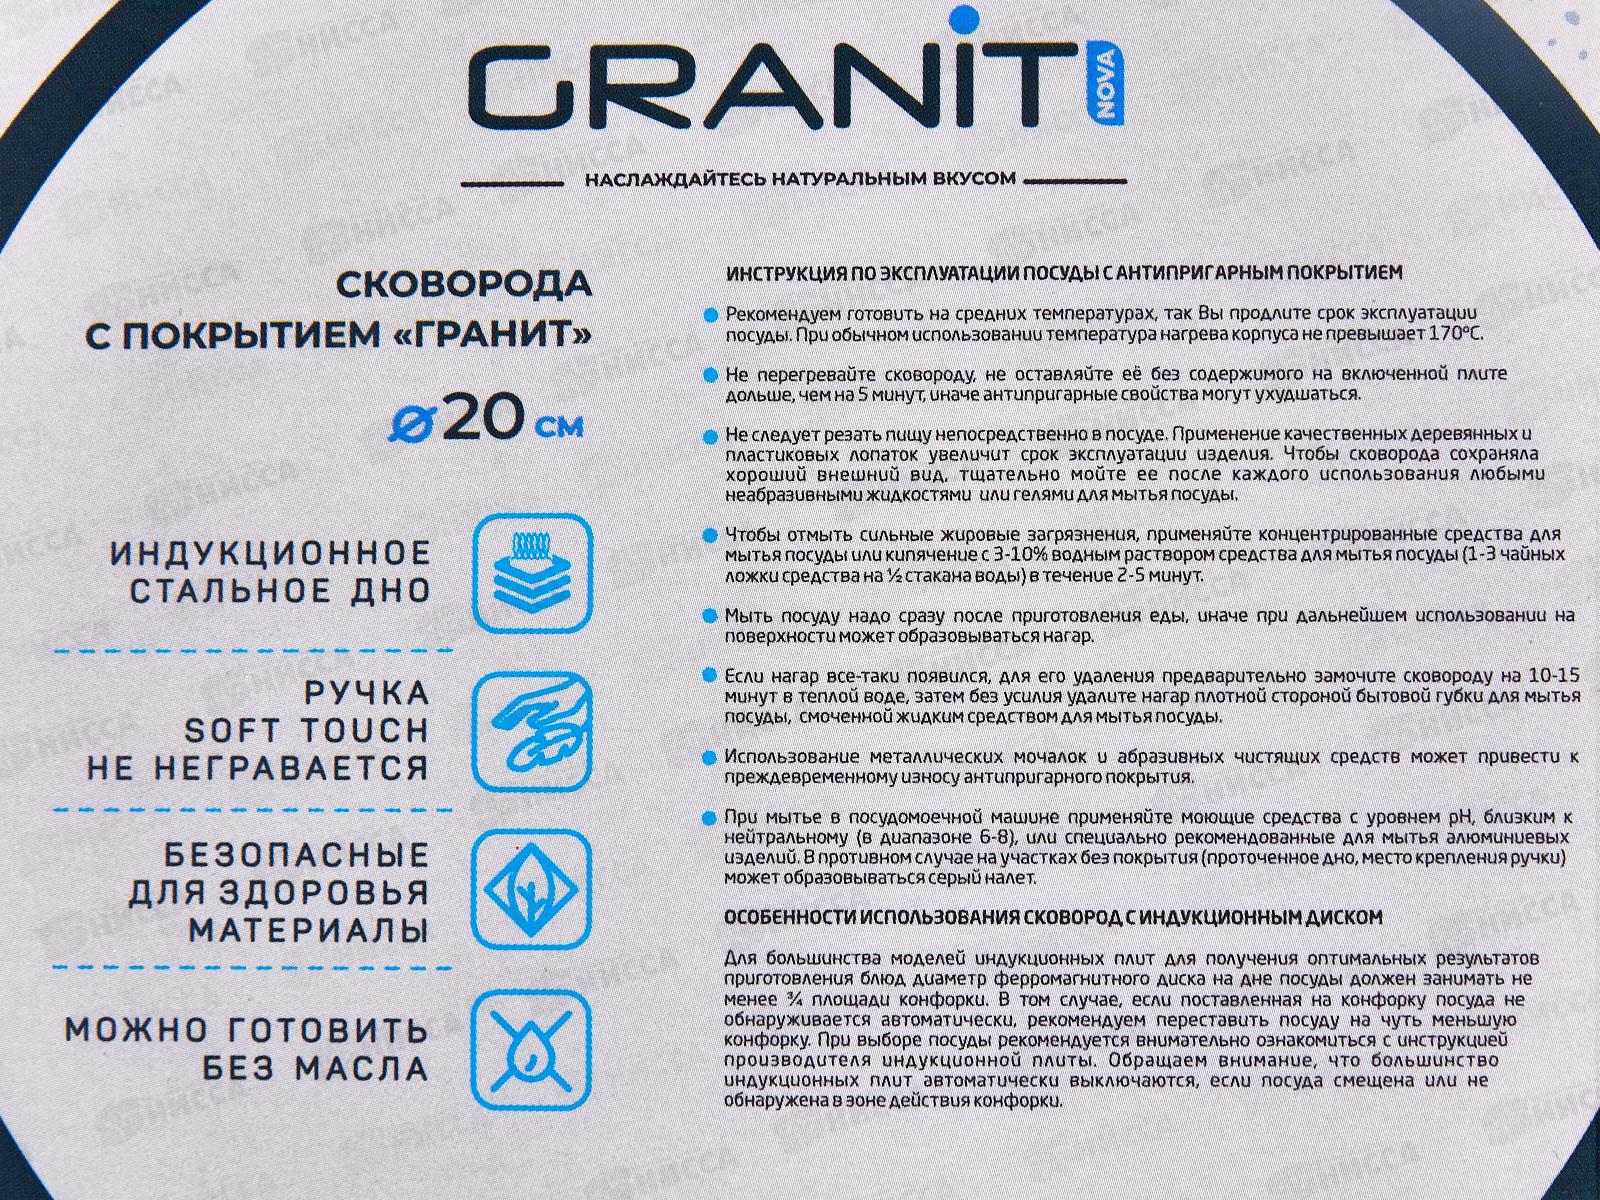 GRANIT NOVA
НАСЛАЖДАЙТЕСЬ НАТУРАЛЬНЫМ ВКУСОМ
СКОВОРОДА
С ПОКРЫТИЕМ «ГРАНИТ»
⌀20 СМ
ИНДУКЦИОННОЕ
СТАЛЬНОЕ ДНО
РУЧКА
SOFT TOUCH
НЕ НЕГРАВАЕТСЯ
БЕЗОПАСНЫЕ
ДЛЯ ЗДОРОВЬЯ
МАТЕРИАЛЫ
МОЖНО ГОТОВИТЬ
БЕЗ МАСЛА
ИНСТРУКЦИЯ ПО ЭКСПЛУАТАЦИИ ПОСУДЫ С АНТИПРИГАРНЫМ ПОКРЫТИЕМ
Рекомендуем готовить на средних температурах, так Вы продлите срок эксплуатации
посуды. При обычном использовании температура нагрева корпуса не превышает 170°С.
Не перегревайте сковороду, не оставляйте её без содержимого на включенной плите
дольше, чем на 5 минут, иначе антипригарные свойства могут ухудшаться.
Не следует резать пищу непосредственно в посуде. Применение качественных деревянных и
пластиковых лопаток увеличит срок эксплуатации изделия. Чтобы сковорода сохраняла
хороший внешний вид, тщательно мойте ее после каждого использования любыми
неабразивными жидкостями или гелями для мытья посуды.
Чтобы отмыть сильные жировые загрязнения, применяйте концентрированные средства для
мытья посуды или кипячение с 3-10% водным раствором средства для мытья посуды (1-3 чайных
ложки средства на ½ стакана воды) в течение 2-5 минут.
Мыть посуду надо сразу после приготовления еды, иначе при дальнейшем использовании на
поверхности может образовываться нагар.
Если нагар все-таки появился, для его удаления предварительно замочите сковороду на 10-15
минут в теплой воде, затем без усилия удалите нагар плотной стороной бытовой губки для мытья
посуды, смоченной жидким средством для мытья посуды.
Использование металлических мочалок и абразивных чистящих средств может привести к
преждевременному износу антипригарного покрытия.
При мытье в посудомоечной машине применяйте моющие средства с уровнем pH, близким к
нейтральному (в диапазоне 6-8), или специально рекомендованные для мытья алюминиевых
изделий. В противном случае на участках без покрытия (проточенное дно, место крепления ручки)
может образовываться серый налет.
ОСОБЕННОСТИ ИСПОЛЬЗОВАНИЯ СКОВОРОД С ИНДУКЦИОННЫМ ДИСКОМ
Для большинства моделей индукционных плит для получения оптимальных результатов
приготовления блюд диаметр ферромагнитного диска на дне посуды должен занимать не
менее ¾ площади конфорки. В том случае, если поставленная на конфорку посуда не
обнаруживается автоматически, рекомендуем переставить посуду на чуть меньшую
конфорку. При выборе посуды рекомендуется внимательно ознакомиться с инструкцией
производителя индукционной плиты. Обращаем внимание, что большинство
индукционных плит автоматически выключаются, если посуда смещена или не
обнаружена в зоне действия конфорки.